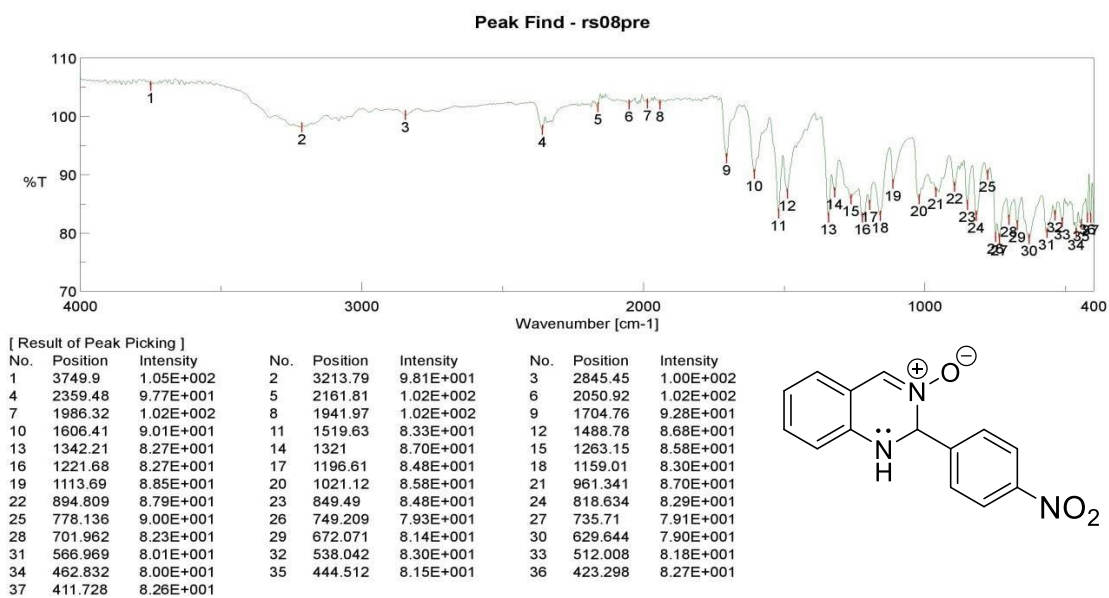 Peak Find - rs08pre
110
100
90
80
70
%T
1
2
3
4
5
6
7
8
9
10
11
12
13
14
15
16
17
18
19
20
21
22
23
24
25
26
27
28
29
30
31
32
33
34
35
36
37
4000
3000
2000
1000
400
Wavenumber [cm-1]
[ Result of Peak Picking ]
No. Position Intensity No. Position Intensity No. Position Intensity
1 3749.9 1.05E+002 2 3213.79 9.81E+001 3 2845.45 1.00E+002
4 2359.48 9.77E+001 5 2161.81 1.02E+002 6 2050.92 1.02E+002
7 1986.32 1.02E+002 8 1941.97 1.02E+002 9 1704.76 9.28E+001
10 1606.41 9.01E+001 11 1519.63 8.33E+001 12 1488.78 8.68E+001
13 1342.21 8.27E+001 14 1321 8.70E+001 15 1263.15 8.58E+001
16 1221.68 8.27E+001 17 1196.61 8.48E+001 18 1159.01 8.30E+001
19 1113.69 8.85E+001 20 1021.12 8.58E+001 21 961.341 8.70E+001
22 894.809 8.79E+001 23 849.49 8.48E+001 24 818.634 8.29E+001
25 778.136 9.00E+001 26 749.209 7.93E+001 27 735.71 7.91E+001
28 701.962 8.23E+001 29 672.071 8.14E+001 30 629.644 7.90E+001
31 566.969 8.01E+001 32 538.042 8.30E+001 33 512.008 8.18E+001
34 462.832 8.00E+001 35 444.512 8.15E+001 36 423.298 8.27E+001
37 411.728 8.26E+001
N
+
O
−
N
H
NO2